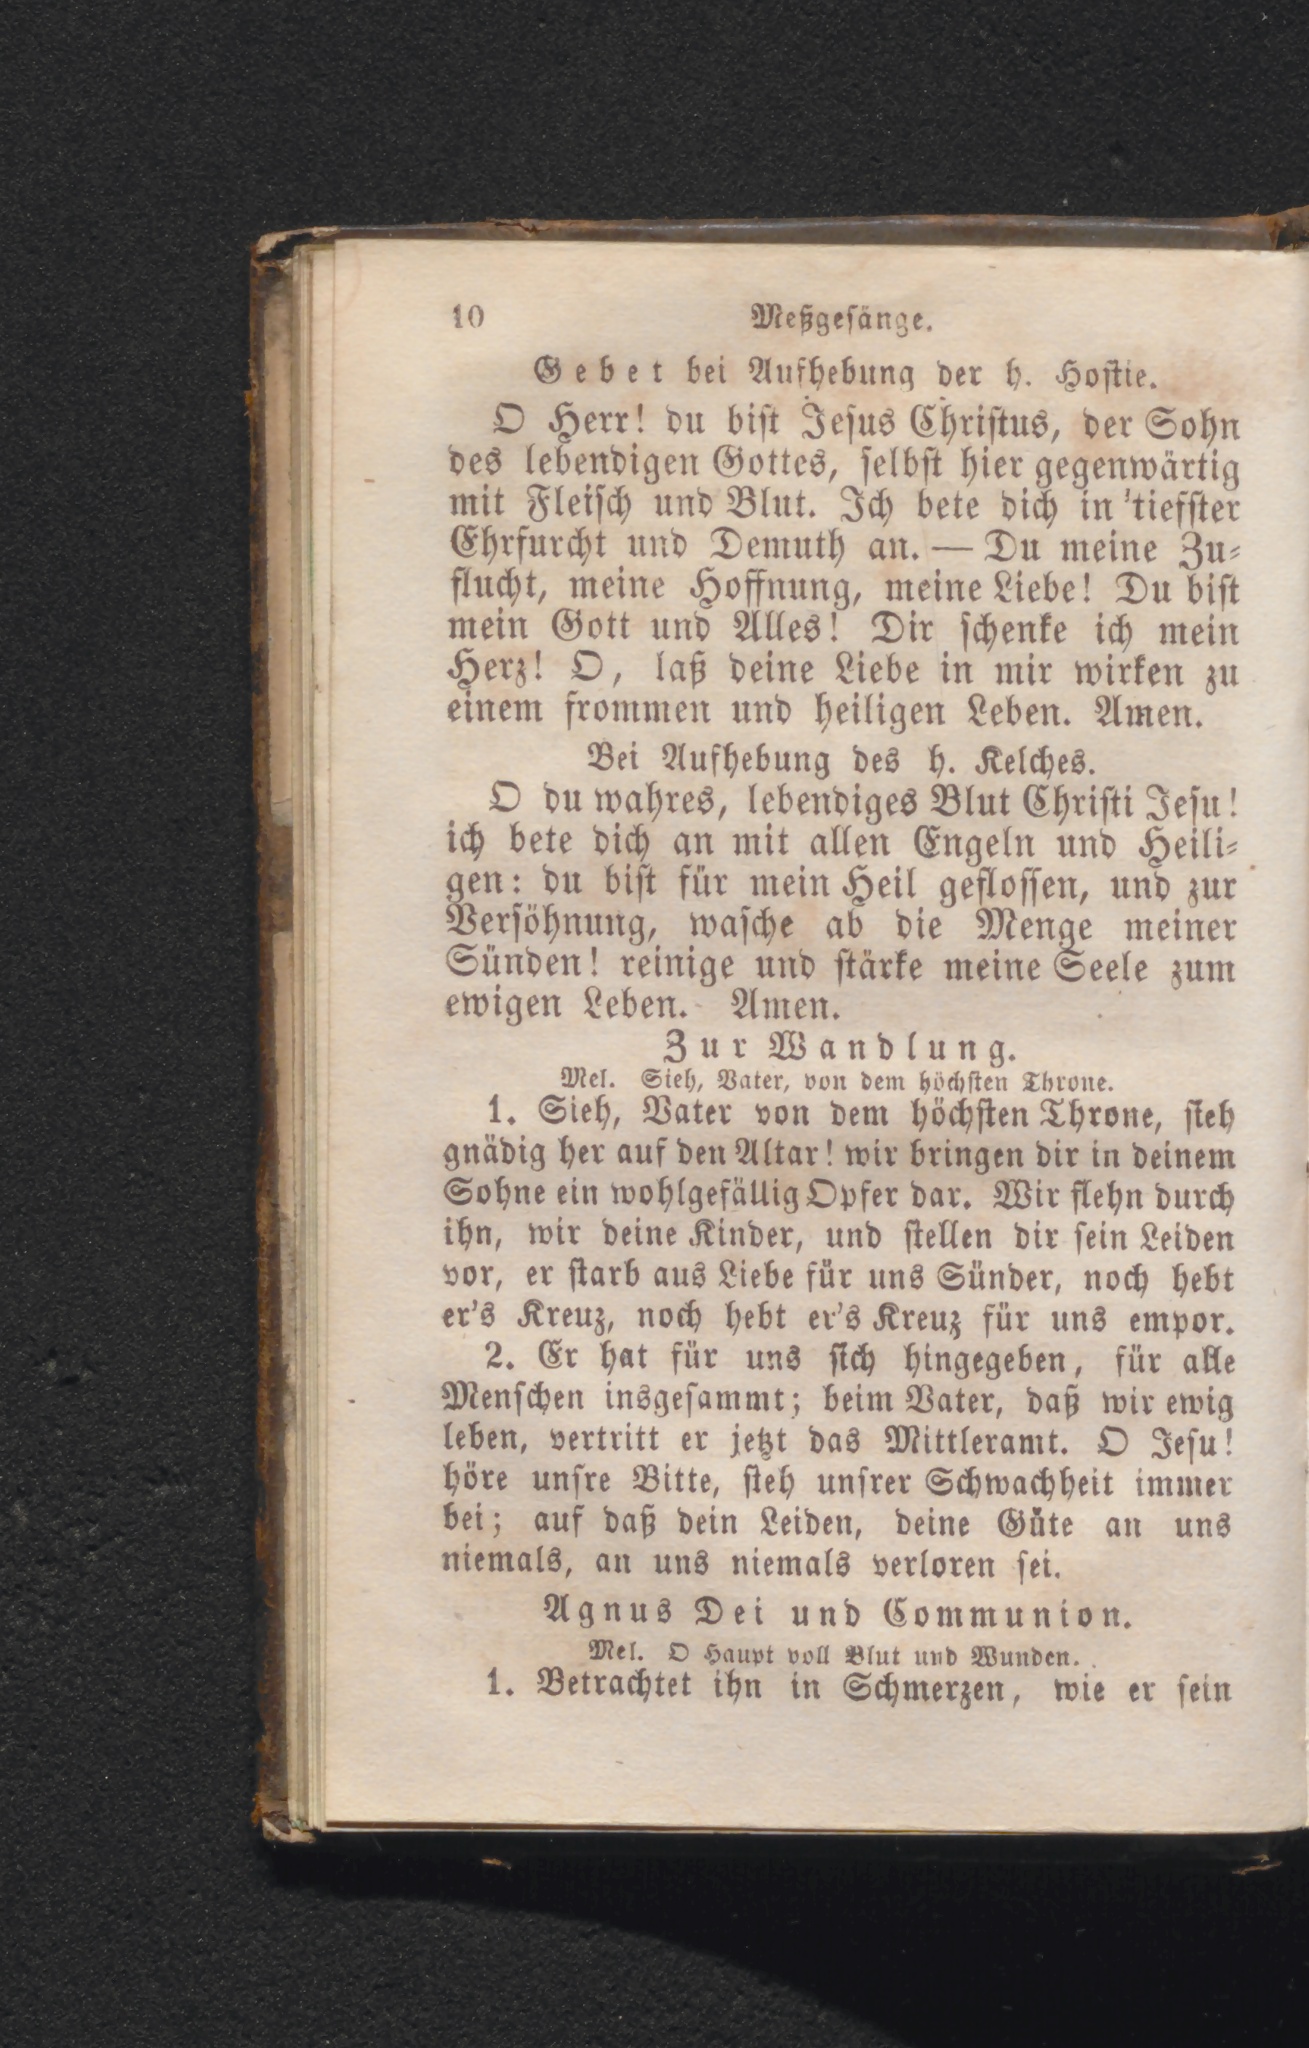 10 Meßgesänge.
Gebet bei Aufhebung der h. Hostie.
O Herr! du bist Jesus Christus, der Sohn
des lebendigen Gottes, selbst hier gegenwärtig
mit Fleisch und Blut. Ich bete dich in 'tiefster
Ehrfurcht und Demuth an. — Du meine Zu-
flucht, meine Hoffnung, meine Liebe! Du bist
mein Gott und Alles! Dir schenke ich mein
Herz! O, laß deine Liebe in mir wirken zu
einem frommen und heiligen Leben. Amen.
Bei Aufhebung des h. Kelches.
O du wahres, lebendiges Blut Christi Jesu!
ich bete dich an mit allen Engeln und Heili-
gen: du bist für mein Heil geflossen, und zur
Versöhnung, wasche ab die Menge meiner
Sünden! reinige und stärke meine Seele zum
ewigen Leben. Amen.
Zur Wandlung.
Mel. Sieh, Vater, von dem höchsten Throne.
1. Sieh, Vater von dem höchsten Throne, sieh
gnädig her auf den Altar! wir bringen dir in deinem
Sohne ein wohlgefällig Opfer dar. Wir flehn durch
ihn, wir deine Kinder, und stellen dir sein Leiden
vor, er starb aus Liebe für uns Sünder, noch hebt
er's Kreuz, noch hebt er's Kreuz für uns empor.
2. Er hat für uns sich hingegeben, für alle
Menschen insgesammt; beim Vater, daß wir ewig
leben, vertritt er jetzt das Mittleramt. O Jesu!
höre unsre Bitte, steh unsrer Schwachheit immer
bei; auf daß dein Leiden, deine Güte an uns
niemals, an uns niemals verloren sei.
Agnus Dei und Communion.
Mel. O Haupt voll Blut und Wunden.
1. Betrachtet ihn in Schmerzen, wie er sein